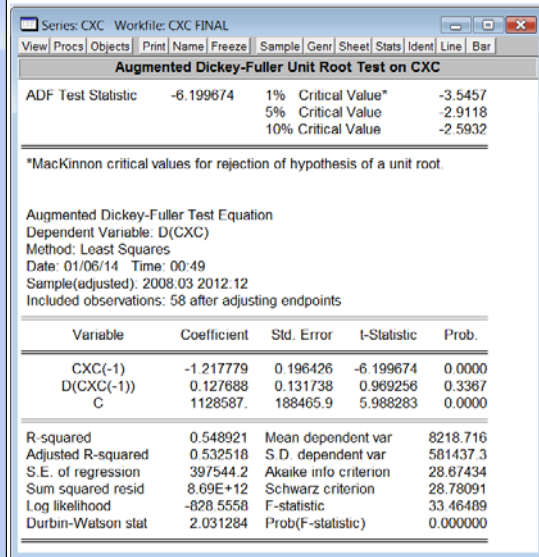 Series: CXC Workfile: CXC FINAL
View Procs Objects Print Name Freeze Sample Genr Sheet Stats Ident Line Bar
Augmented Dickey-Fuller Unit Root Test on CXC
ADF Test Statistic -6.199674 1% Critical Value* -3.5457
5% Critical Value -2.9118
10% Critical Value -2.5932
*MacKinnon critical values for rejection of hypothesis of a unit root.
Augmented Dickey-Fuller Test Equation
Dependent Variable: D(CXC)
Method: Least Squares
Date: 01/06/14 Time: 00:49
Sample(adjusted): 2008:03 2012:12
Included observations: 58 after adjusting endpoints
Variable Coefficient Std. Error t-Statistic Prob.
CXC(-1) -1.217779 0.196426 -6.199674 0.0000
D(CXC(-1)) 0.127688 0.131738 0.969256 0.3367
C 1128587. 188465.9 5.988283 0.0000
R-squared 0.548921 Mean dependent var 8218.716
Adjusted R-squared 0.532518 S.D. dependent var 581437.3
S.E. of regression 397544.2 Akaike info criterion 28.67434
Sum squared resid 8.69E+12 Schwarz criterion 28.78091
Log likelihood -828.5558 F-statistic 33.46489
Durbin-Watson stat 2.031284 Prob(F-statistic) 0.000000